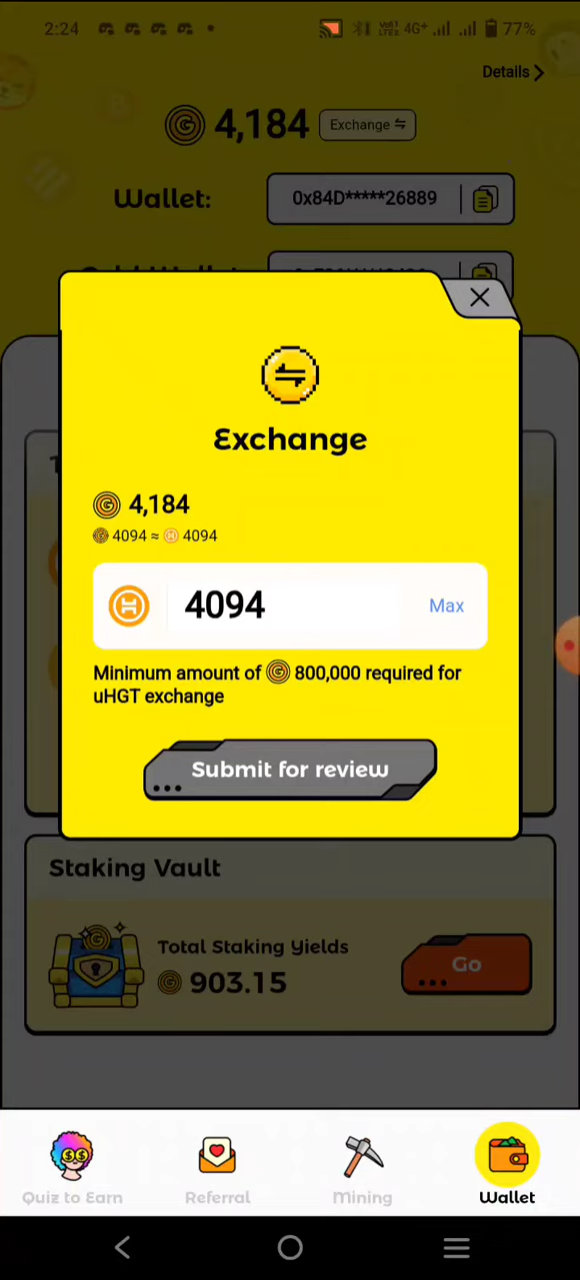 2:24
4G+
77%
Details
4,184
Exchange
Wallet:
0x84D*****26889
Exchange
4,184
4094 ≈ 4094
4094
Max
Minimum amount of 800,000 required for
uHGT exchange
Submit for review
Staking Vault
Total Staking Yields
903.15
Go
Quiz to Earn
Referral
Mining
Wallet